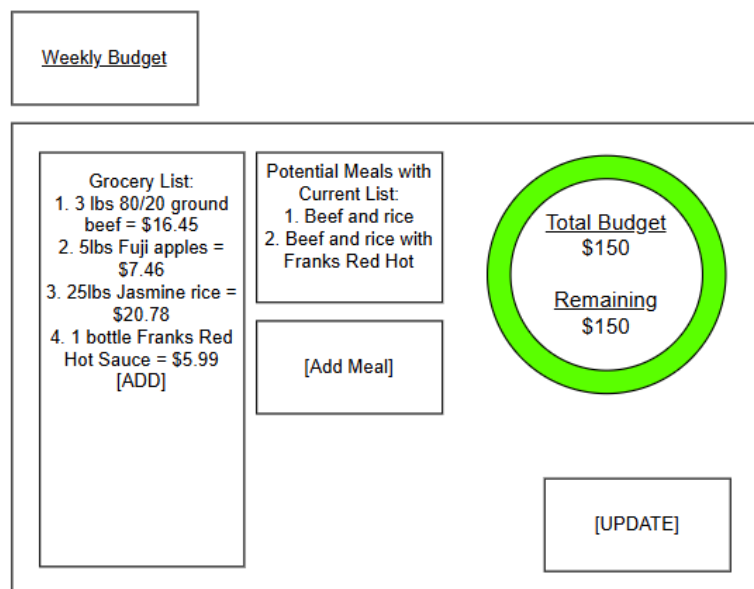 Weekly Budget
Grocery List:
1. 3 lbs 80/20 ground
beef = $16.45
2. 5lbs Fuji apples =
$7.46
3. 25lbs Jasmine rice =
$20.78
4. 1 bottle Franks Red
Hot Sauce = $5.99
[ADD]
Potential Meals with
Current List:
1. Beef and rice
2. Beef and rice with
Franks Red Hot
[Add Meal]
Total Budget
$150
Remaining
$150
[UPDATE]